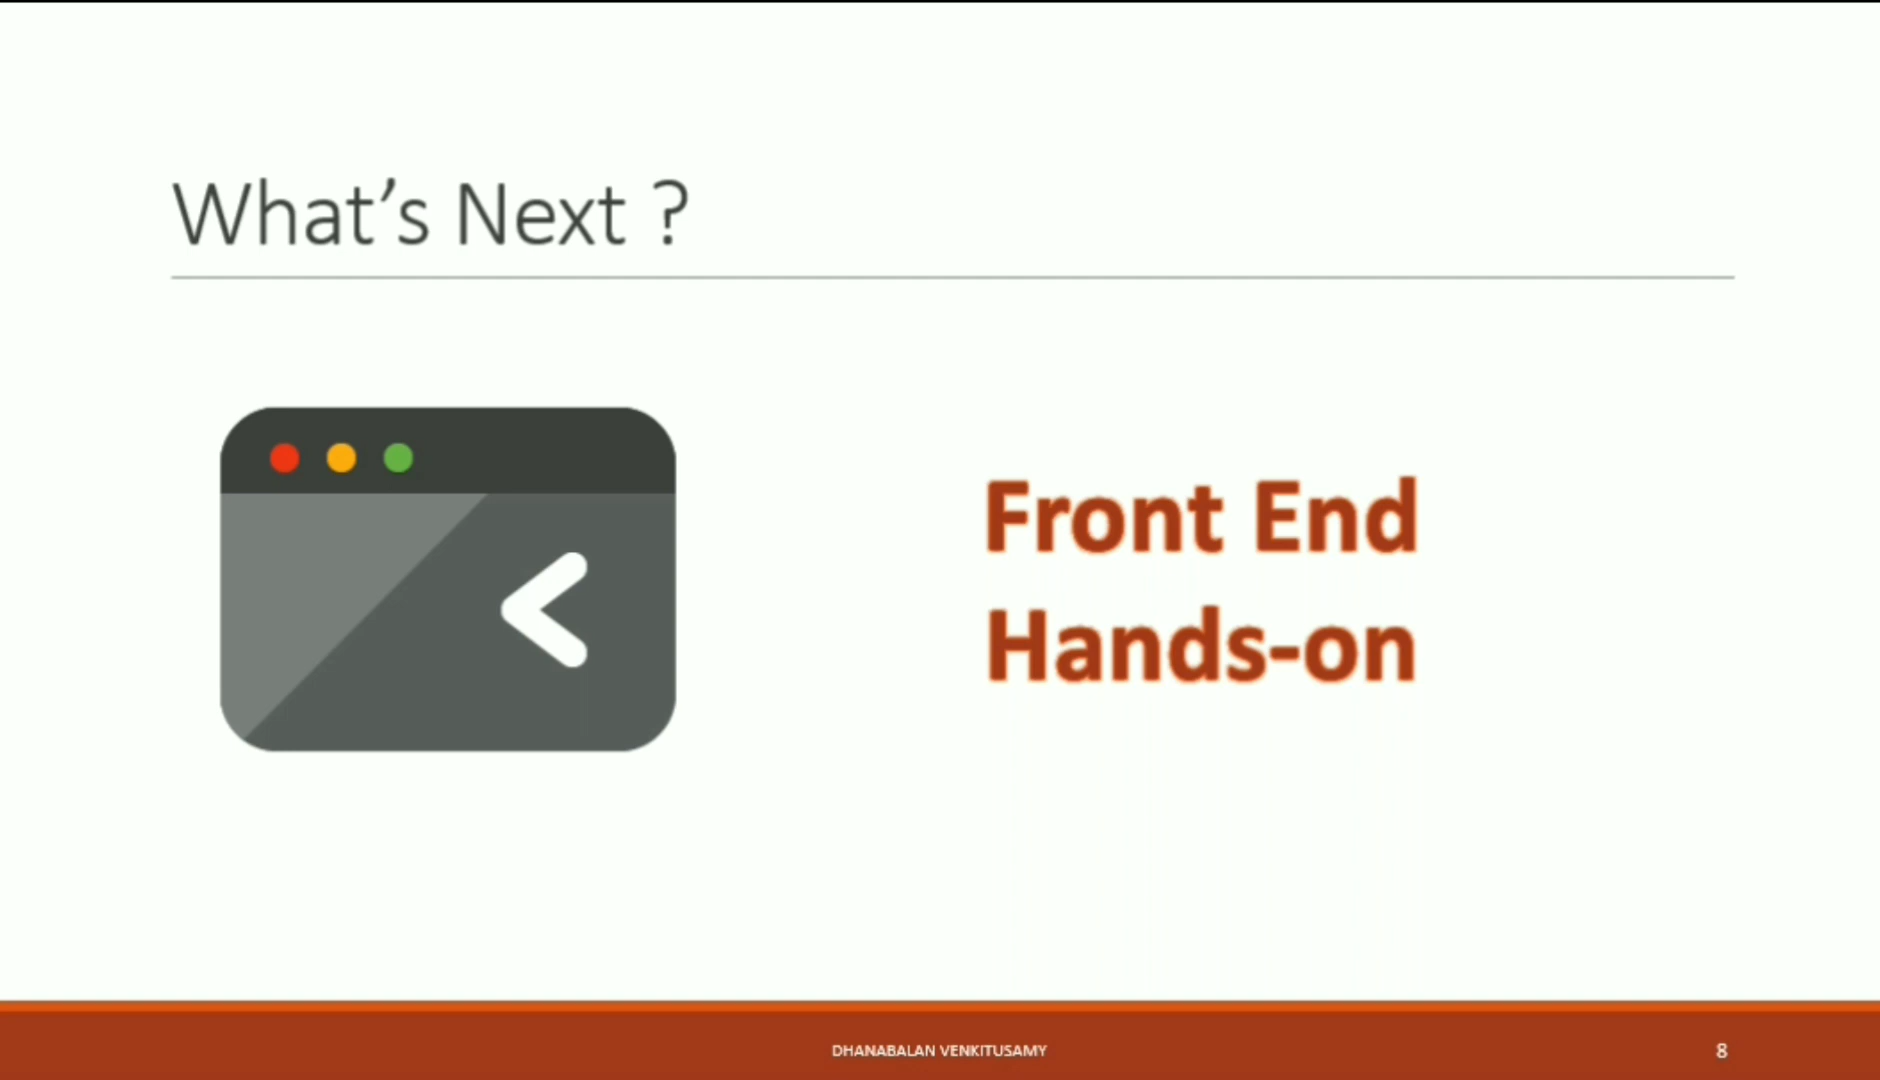 What’s Next ?
Front End
Hands-on
DHANABALAN VENKITUSAMY
8